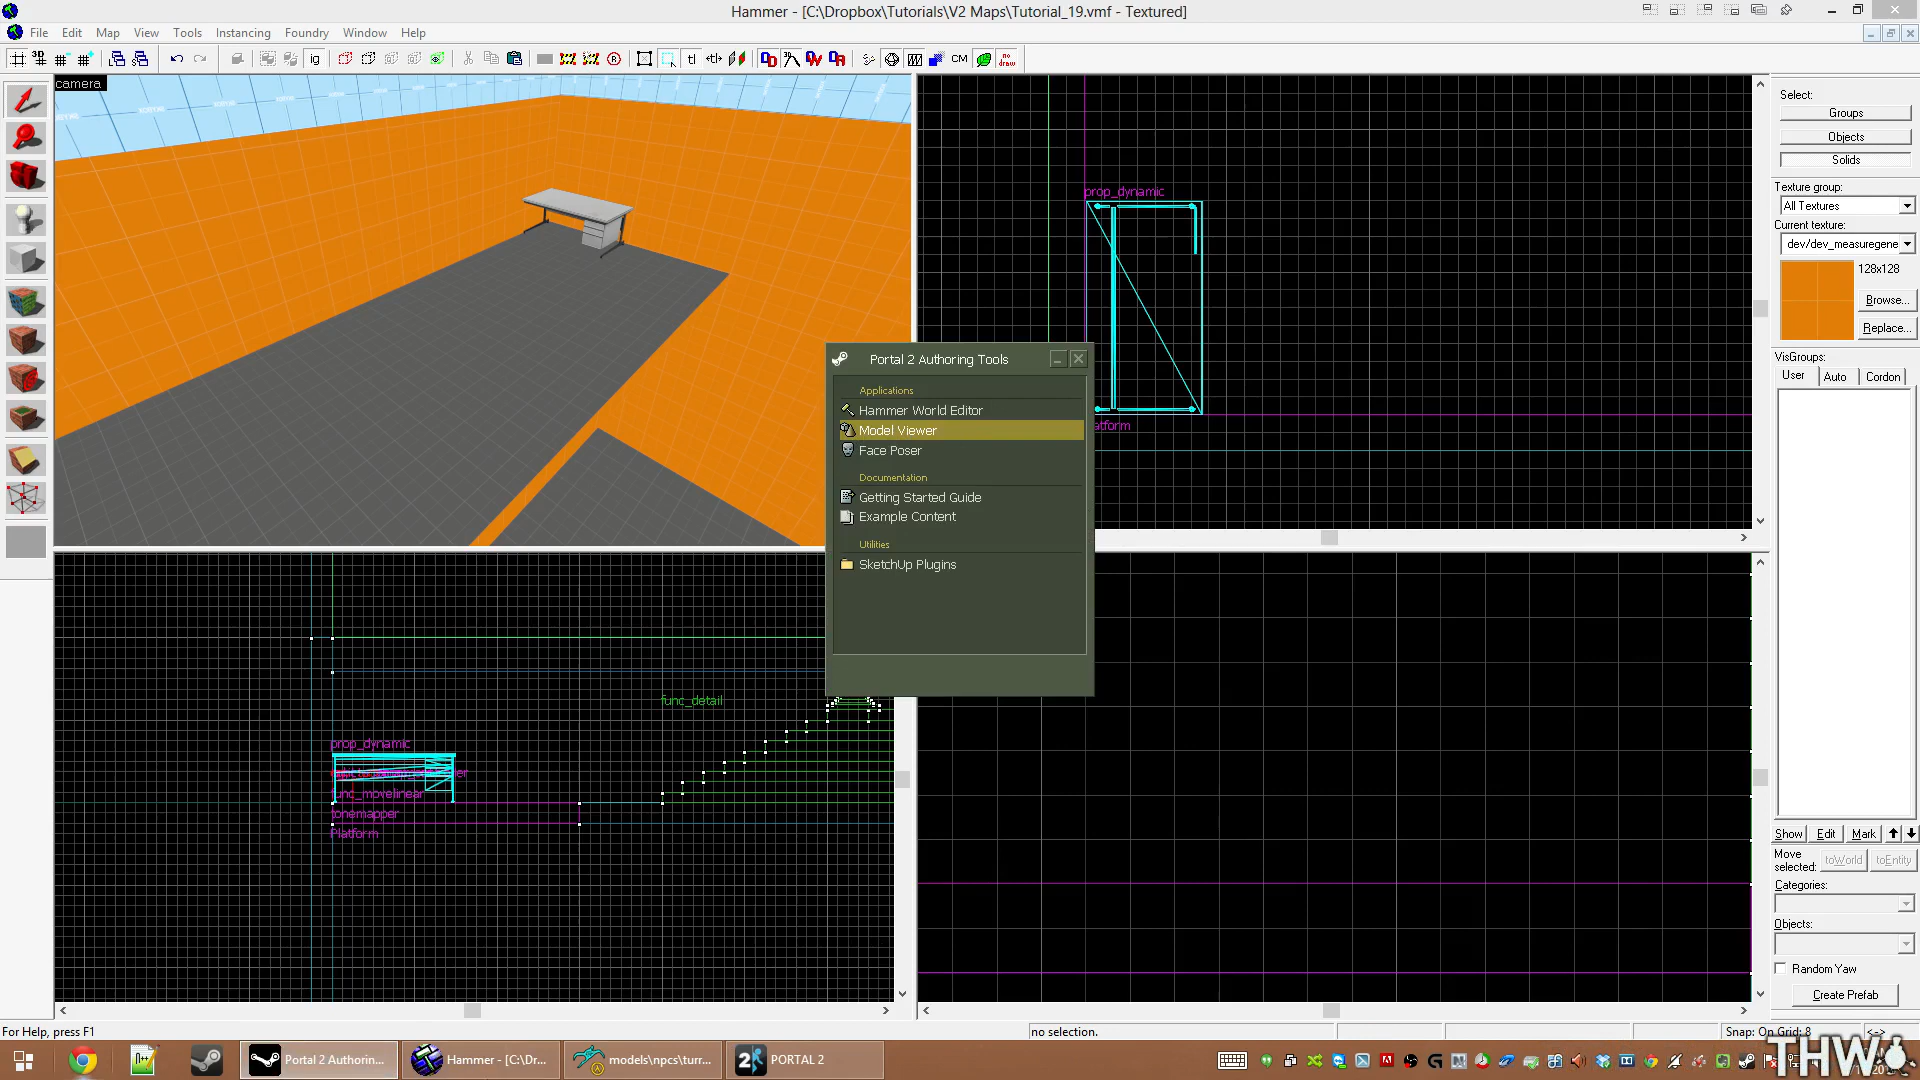 Hammer - [C:\Dropbox\Tutorials\V2 Maps\Tutorial_19.vmf - Textured]
File Edit Map View Tools Instancing Foundry Window Help
camera
prop_dynamic
atform
Portal 2 Authoring Tools
Applications
Hammer World Editor
Model Viewer
Face Poser
Documentation
Getting Started Guide
Example Content
Utilities
SketchUp Plugins
func_detail
prop_dynamic
func_movelinear
tonemapper
Platform
Select:
Groups
Objects
Solids
Texture group:
All Textures
Current texture:
dev/dev_measuregene
128x128
Browse...
Replace...
VisGroups:
User Auto Cordon
Show Edit Mark
Move selected: toWorld toEntity
Categories:
Objects:
Random Yaw
Create Prefab
For Help, press F1
no selection.
Snap: On Grid: 8
<->
Portal 2 Authorin...
Hammer - [C:\Dr...
models\npcs\turr...
PORTAL 2
THW